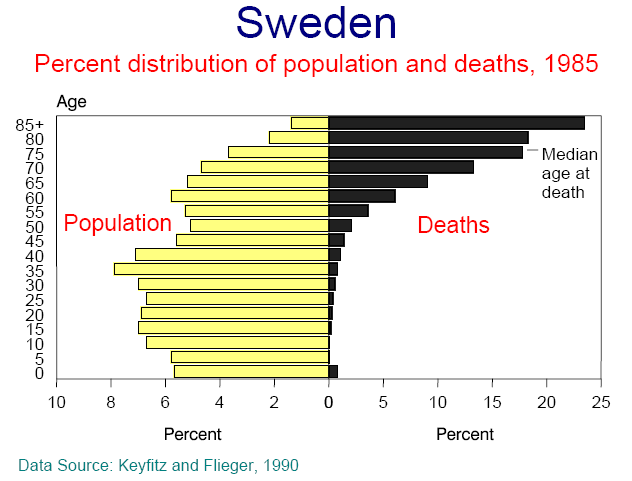 Sweden
Percent distribution of population and deaths, 1985
Age
85+
80
75
70
65
60
55
50
45
40
35
30
25
20
15
10
5
0
Median
age at
death
Population
Deaths
10 8 6 4 2 0 5 10 15 20 25
Percent Percent
Data Source: Keyfitz and Flieger, 1990